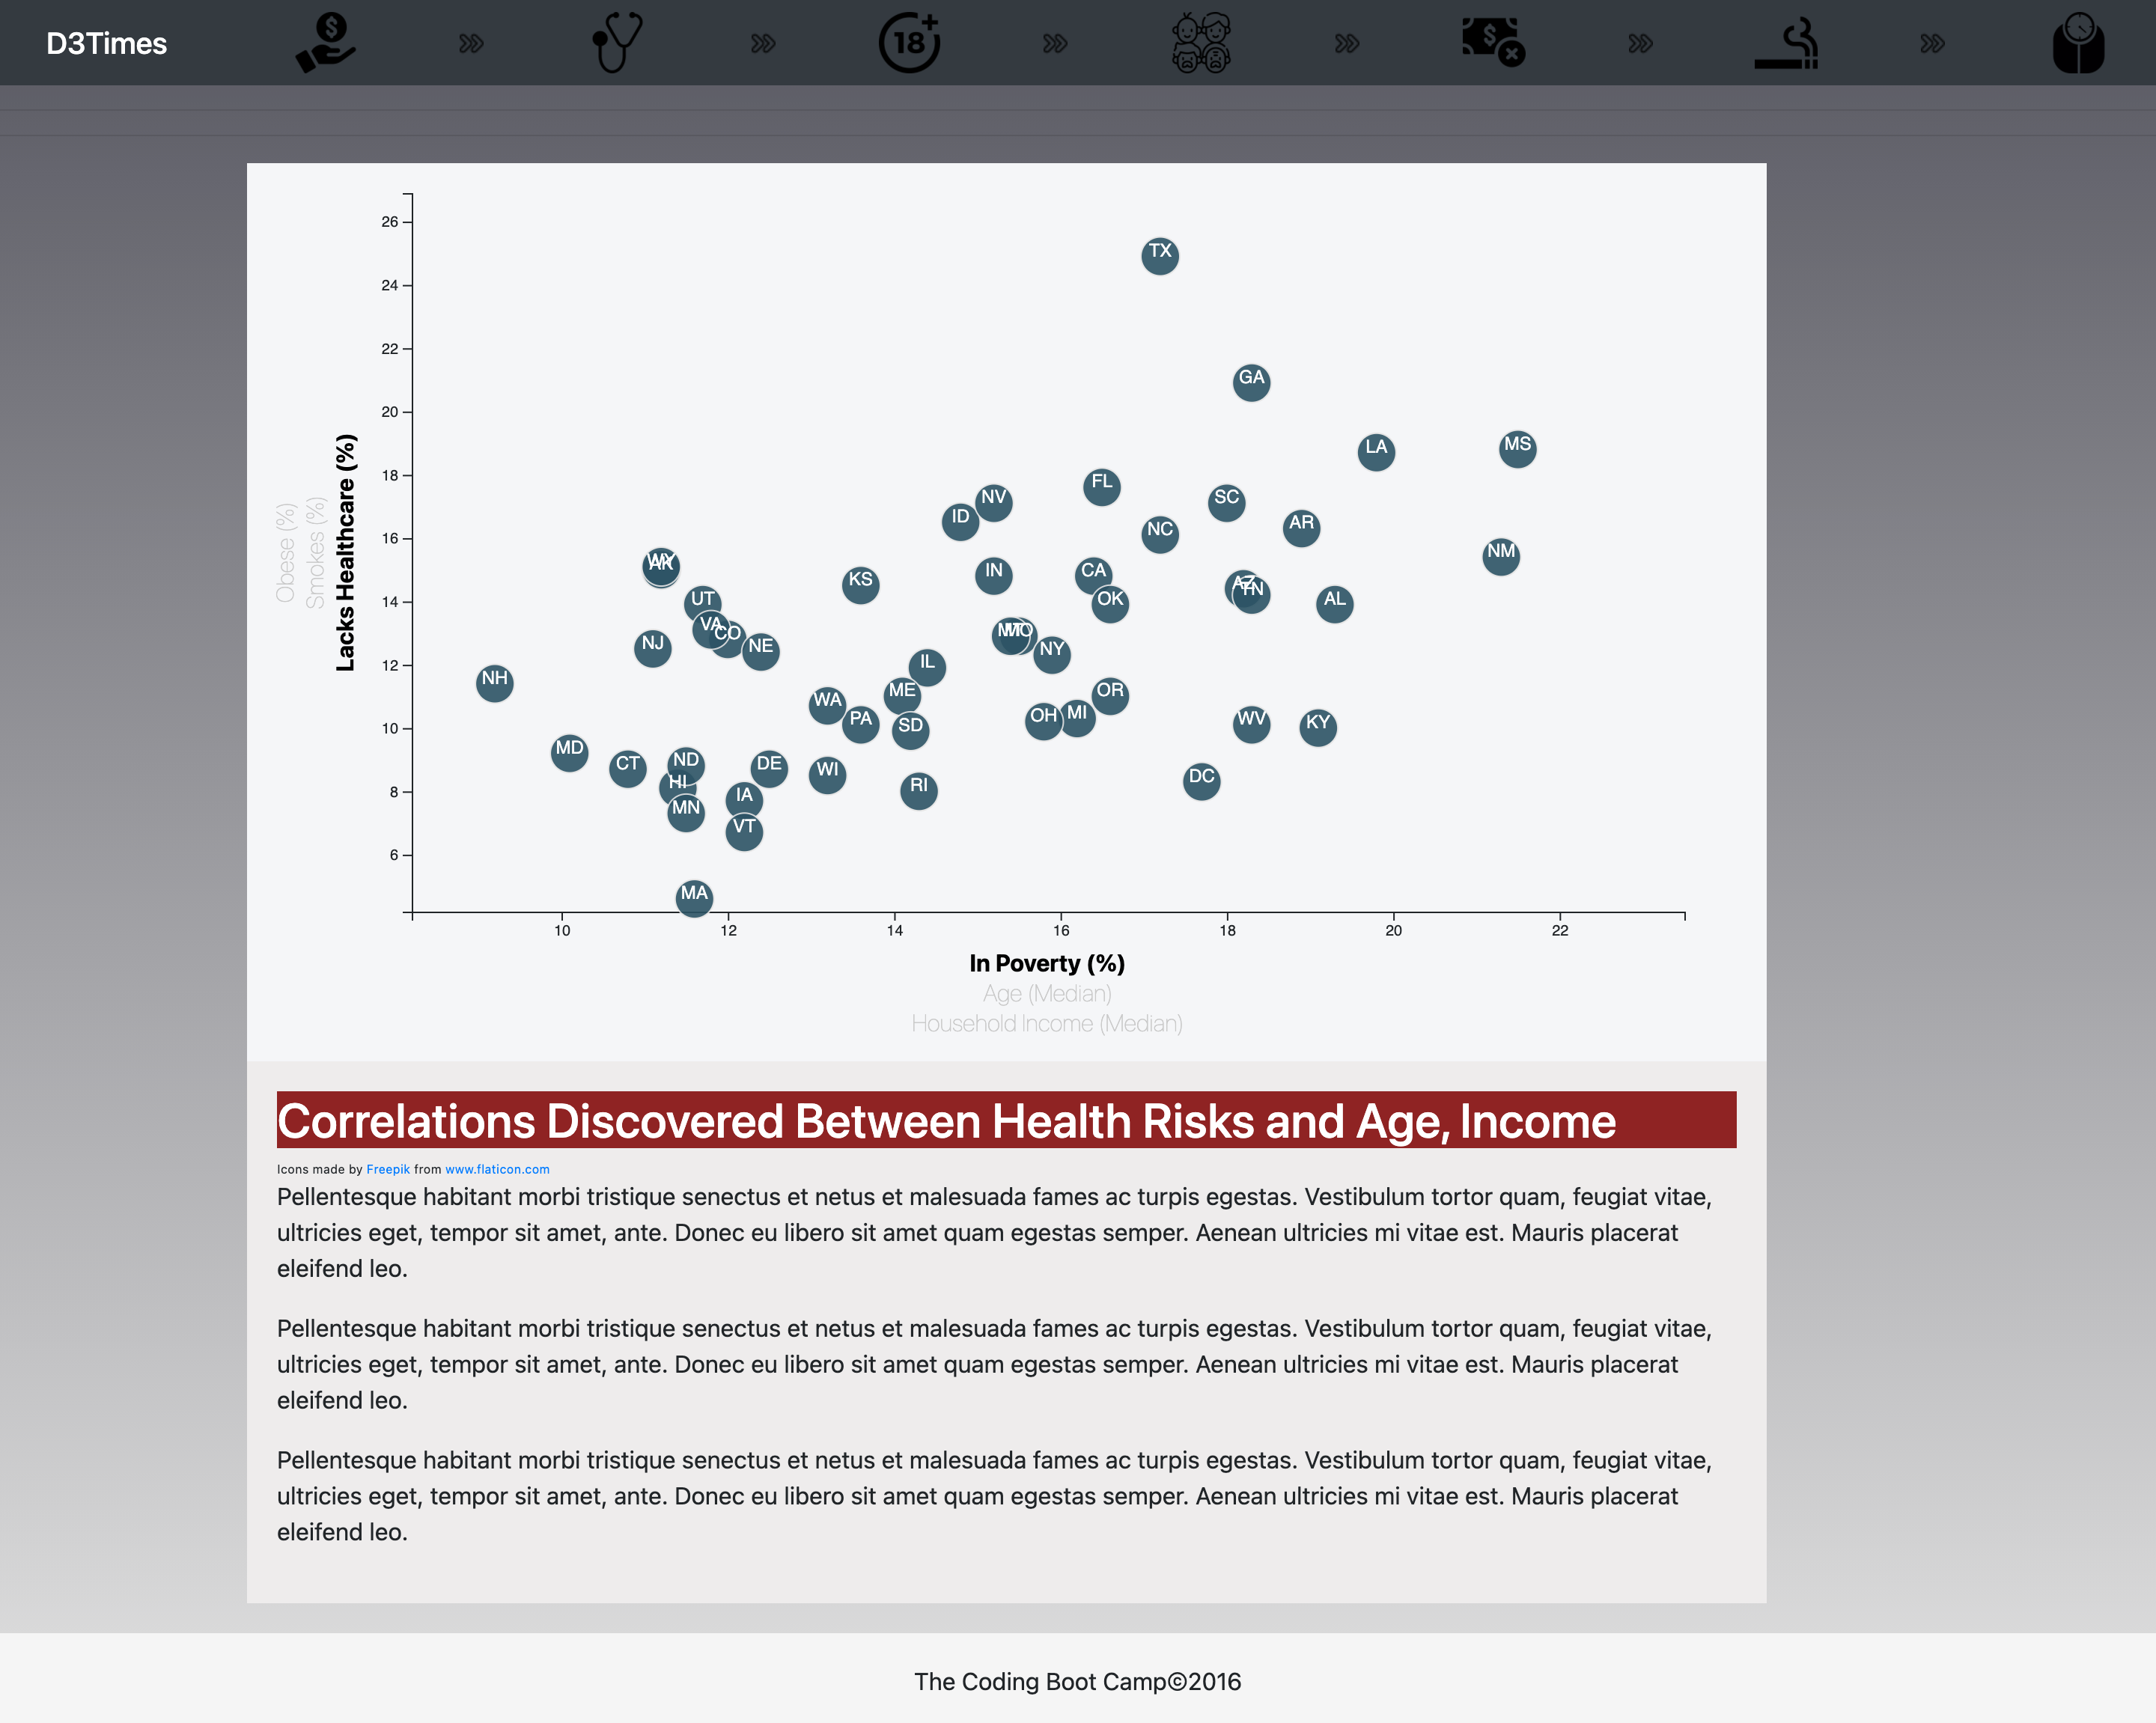 D3Times
$
18+
$
26
24
22
20
18
16
14
12
10
8
6
Obese (%)
Smokes (%)
Lacks Healthcare (%)
TX
GA
MS
LA
FL
NV
SC
ID
AR
NC
NM
WY
AK
IN
KS
CA
AZ
TN
UT
OK
AL
VA
CO
MT
MO
NJ
NE
NY
IL
NH
ME
OR
WA
PA
SD
OH
MI
WV
KY
MD
ND
CT
DE
WI
DC
HI
RI
IA
MN
VT
MA
10
12
14
16
18
20
22
In Poverty (%)
Age (Median)
Household Income (Median)
Correlations Discovered Between Health Risks and Age, Income
Icons made by Freepik from www.flaticon.com
Pellentesque habitant morbi tristique senectus et netus et malesuada fames ac turpis egestas. Vestibulum tortor quam, feugiat vitae,
ultricies eget, tempor sit amet, ante. Donec eu libero sit amet quam egestas semper. Aenean ultricies mi vitae est. Mauris placerat
eleifend leo.
Pellentesque habitant morbi tristique senectus et netus et malesuada fames ac turpis egestas. Vestibulum tortor quam, feugiat vitae,
ultricies eget, tempor sit amet, ante. Donec eu libero sit amet quam egestas semper. Aenean ultricies mi vitae est. Mauris placerat
eleifend leo.
Pellentesque habitant morbi tristique senectus et netus et malesuada fames ac turpis egestas. Vestibulum tortor quam, feugiat vitae,
ultricies eget, tempor sit amet, ante. Donec eu libero sit amet quam egestas semper. Aenean ultricies mi vitae est. Mauris placerat
eleifend leo.
The Coding Boot Camp©2016